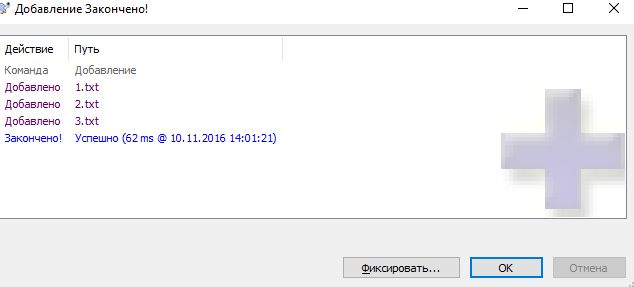 Добавление Закончено!
Действие Путь
Команда Добавление
Добавлено 1.txt
Добавлено 2.txt
Добавлено 3.txt
Закончено! Успешно (62 ms @ 10.11.2016 14:01:21)
Фиксировать... OK Отмена